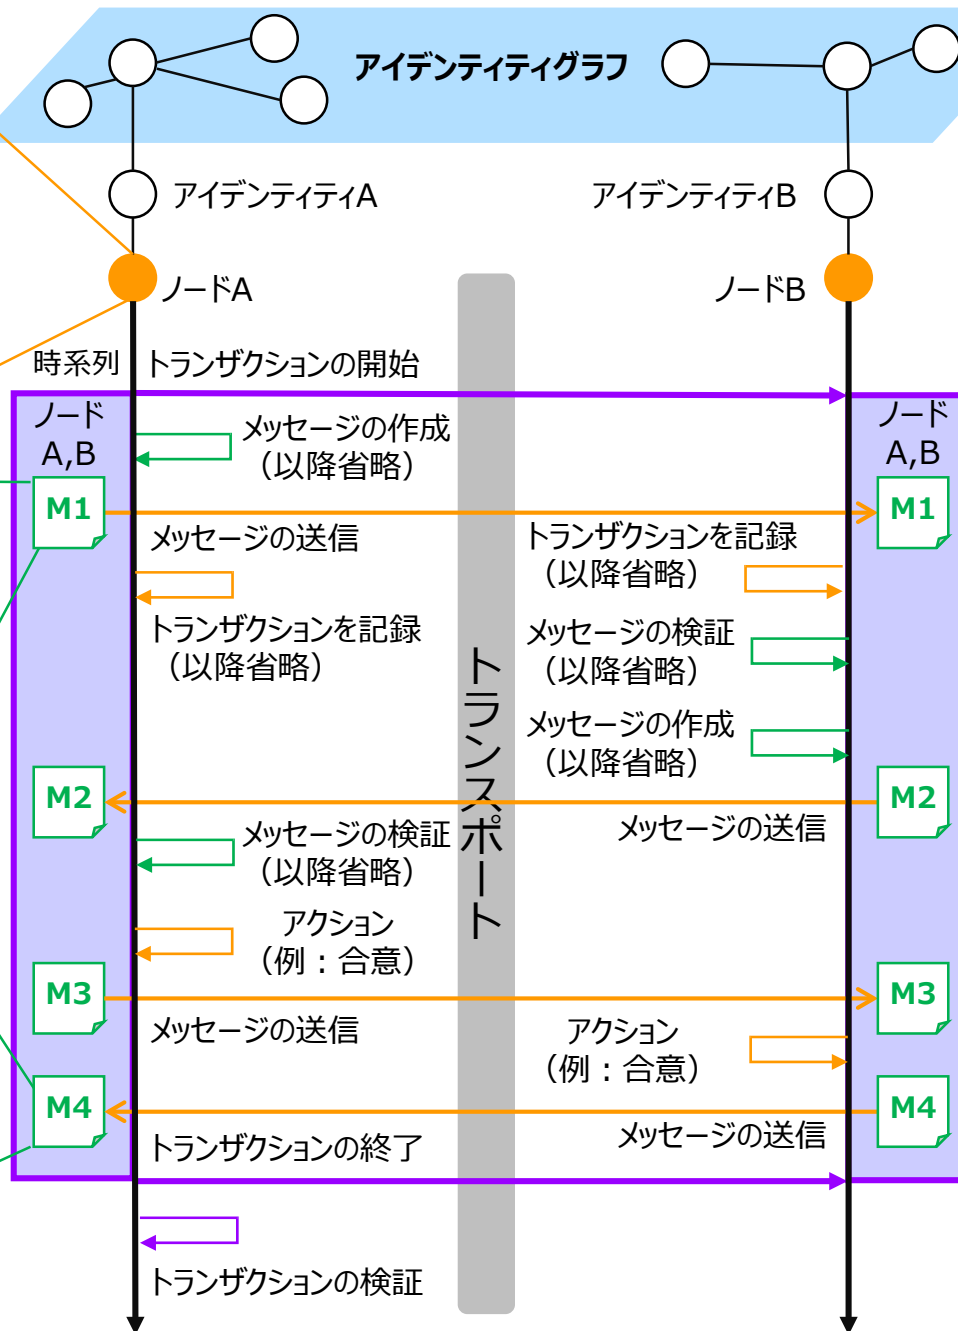 アイデンティティグラフ
アイデンティティA
アイデンティティB
ノードA
ノードB
時系列
トランザクションの開始
ノード
A,B
ノード
A,B
メッセージの作成
（以降省略）
M1
M1
メッセージの送信
トランザクションを記録
（以降省略）
トランザクションを記録
（以降省略）
メッセージの検証
（以降省略）
トランスポート
メッセージの作成
（以降省略）
M2
M2
メッセージの送信
メッセージの検証
（以降省略）
アクション
（例：合意）
M3
M3
メッセージの送信
アクション
（例：合意）
M4
M4
メッセージの送信
トランザクションの終了
トランザクションの検証